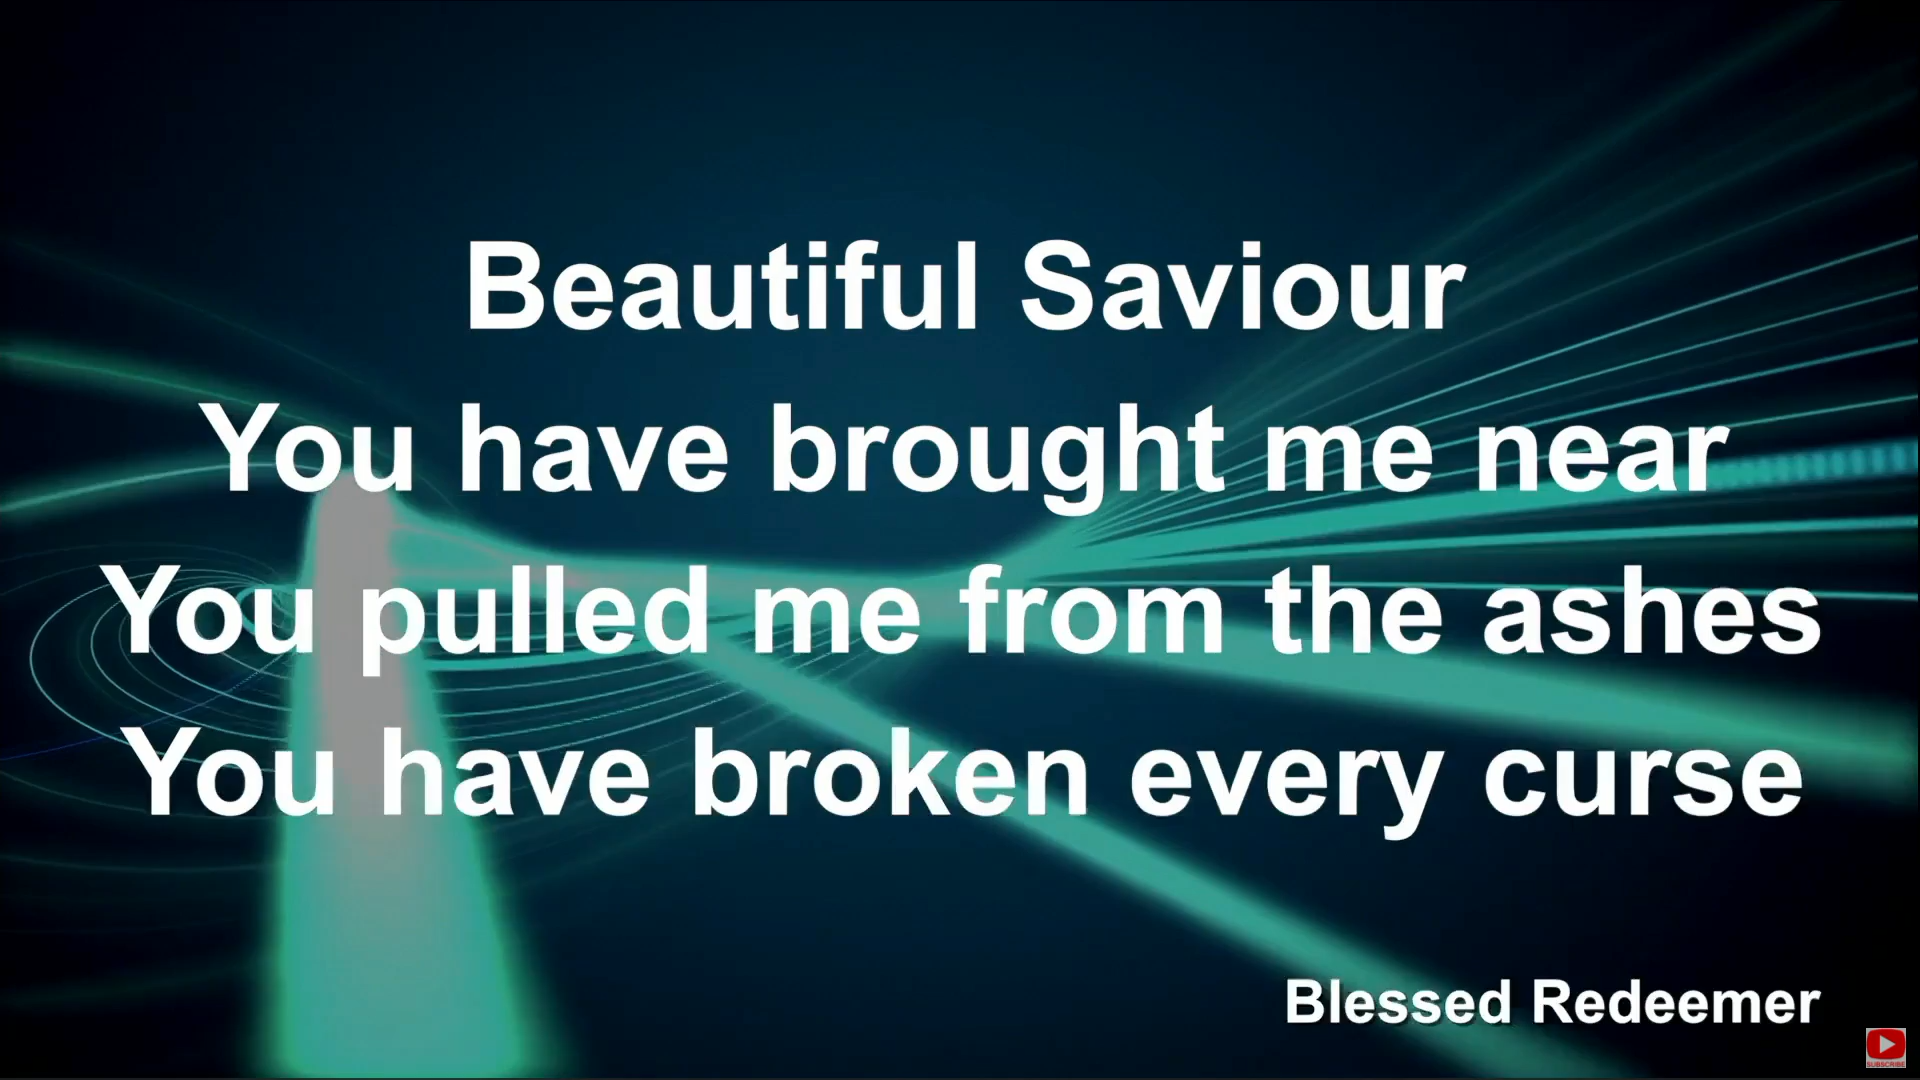 Beautiful Saviour
You have brought me near
You pulled me from the ashes
You have broken every curse
Blessed Redeemer
SUBSCRIBE